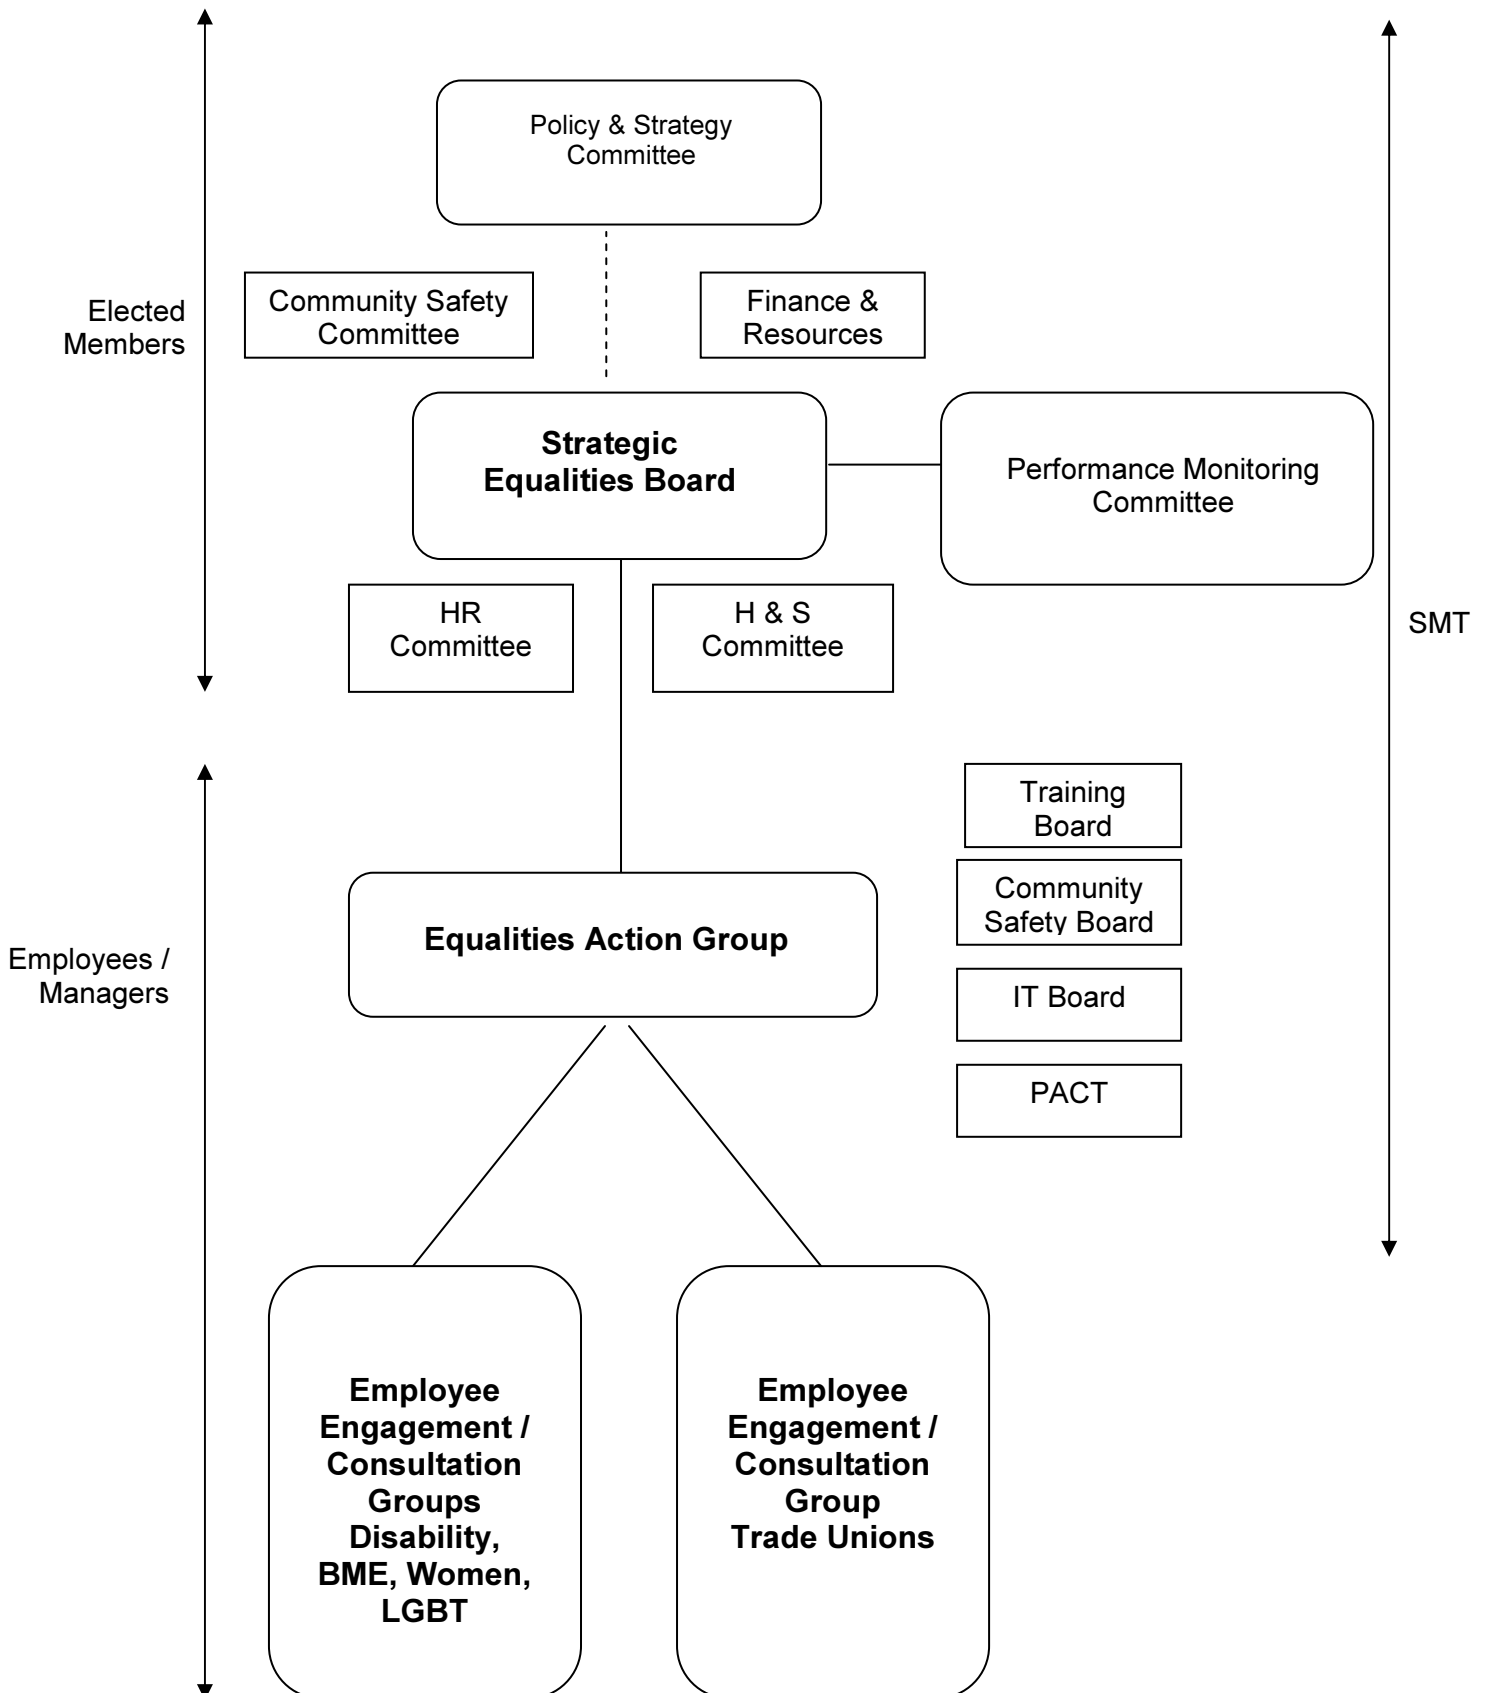 Policy & Strategy
Committee
Elected
Members
Community Safety
Committee
Finance &
Resources
Strategic
Equalities Board
Performance Monitoring
Committee
HR
Committee
H & S
Committee
SMT
Training
Board
Community
Safety Board
Equalities Action Group
Employees /
Managers
IT Board
PACT
Employee
Engagement /
Consultation
Groups
Disability,
BME, Women,
LGBT
Employee
Engagement /
Consultation
Group
Trade Unions